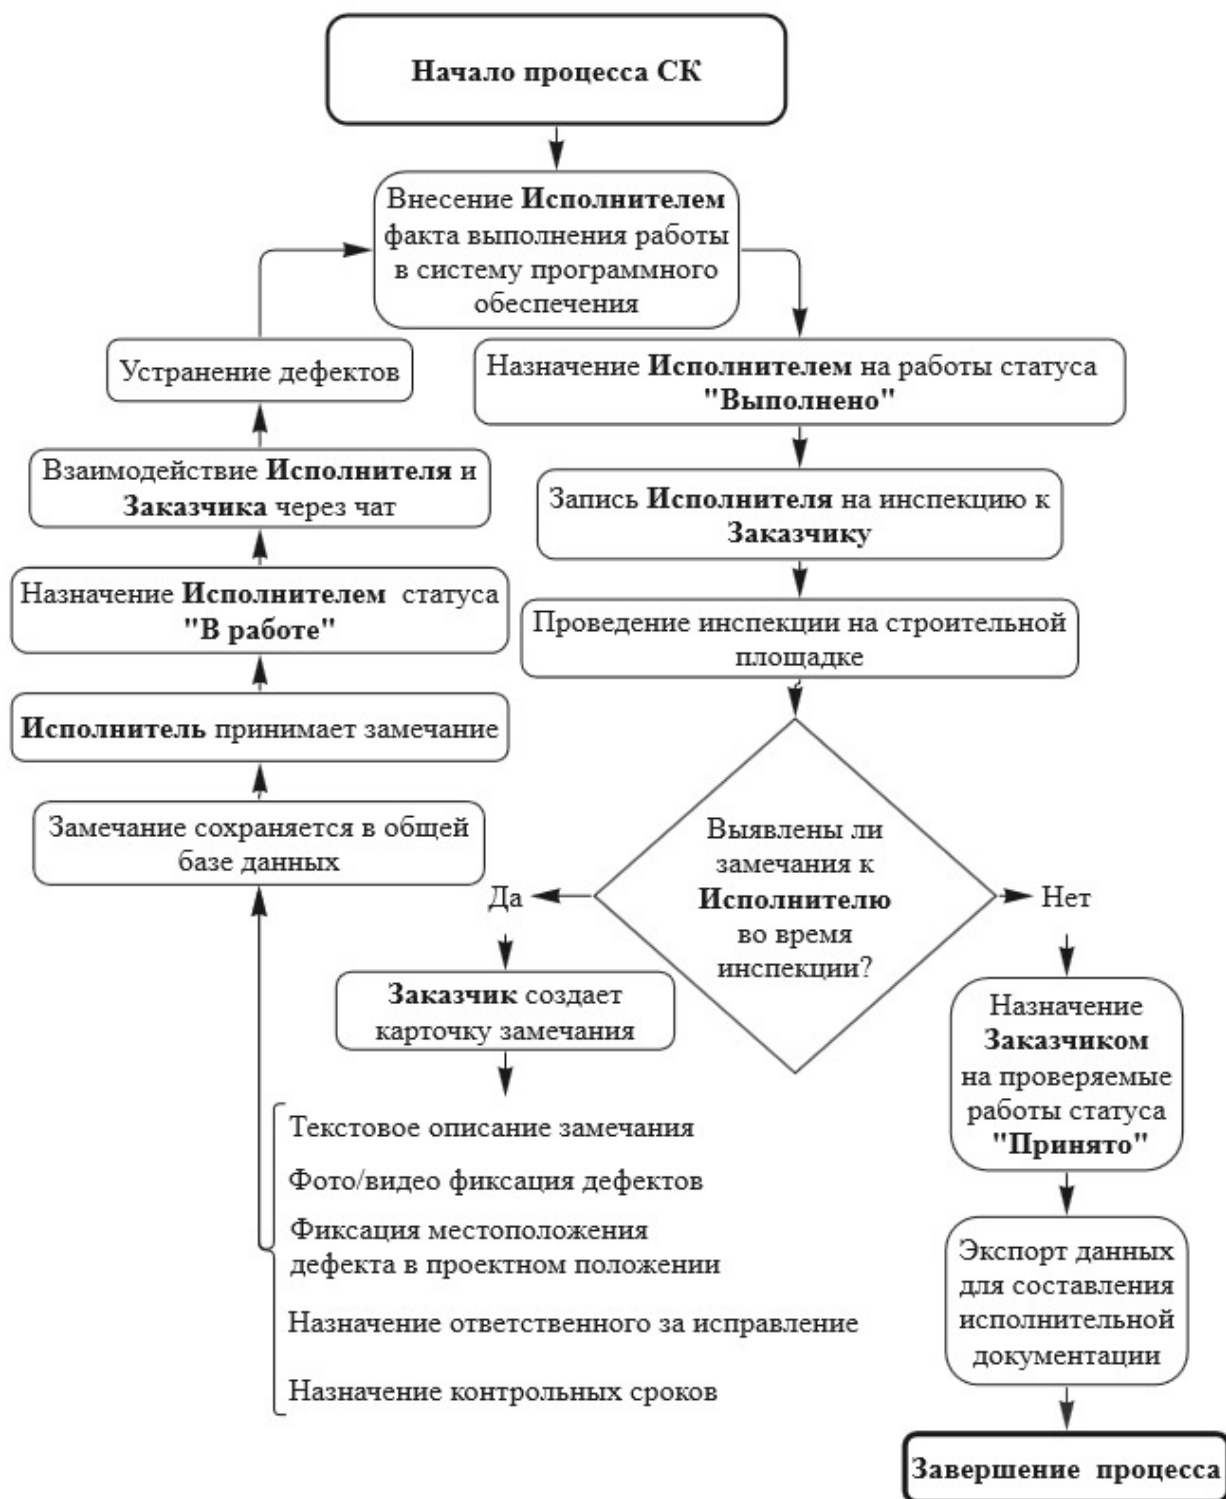 Начало процесса СК
Внесение Исполнителем
факта выполнения работы
в систему программного
обеспечения
Устранение дефектов
Назначение Исполнителем на работы статуса
"Выполнено"
Взаимодействие Исполнителя и
Заказчика через чат
Запись Исполнителя на инспекцию к
Заказчику
Назначение Исполнителем статуса
"В работе"
Проведение инспекции на строительной
площадке
Исполнитель принимает замечание
Замечание сохраняется в общей
базе данных
Выявлены ли
замечания к
Исполнителю
во время
инспекции?
Да
Нет
Заказчик создает
карточку замечания
Назначение
Заказчиком
на проверяемые
работы статуса
"Принято"
Текстовое описание замечания
Фото/видео фиксация дефектов
Фиксация местоположения
дефекта в проектном положении
Назначение ответственного за исправление
Назначение контрольных сроков
Экспорт данных
для составления
исполнительной
документации
Завершение процесса